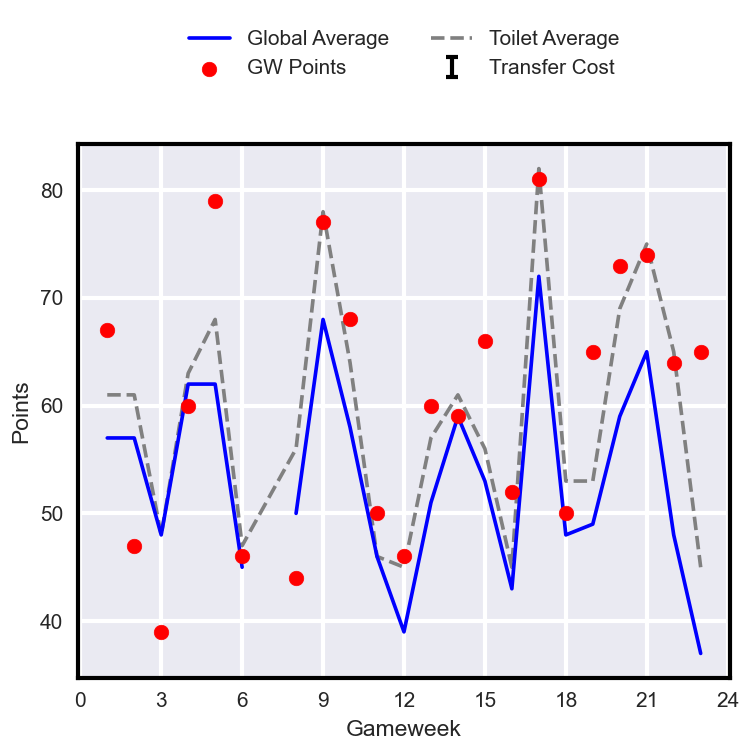 Global Average
Toilet Average
GW Points
Transfer Cost
80
70
60
50
40
Points
0 3 6 9 12 15 18 21 24
Gameweek